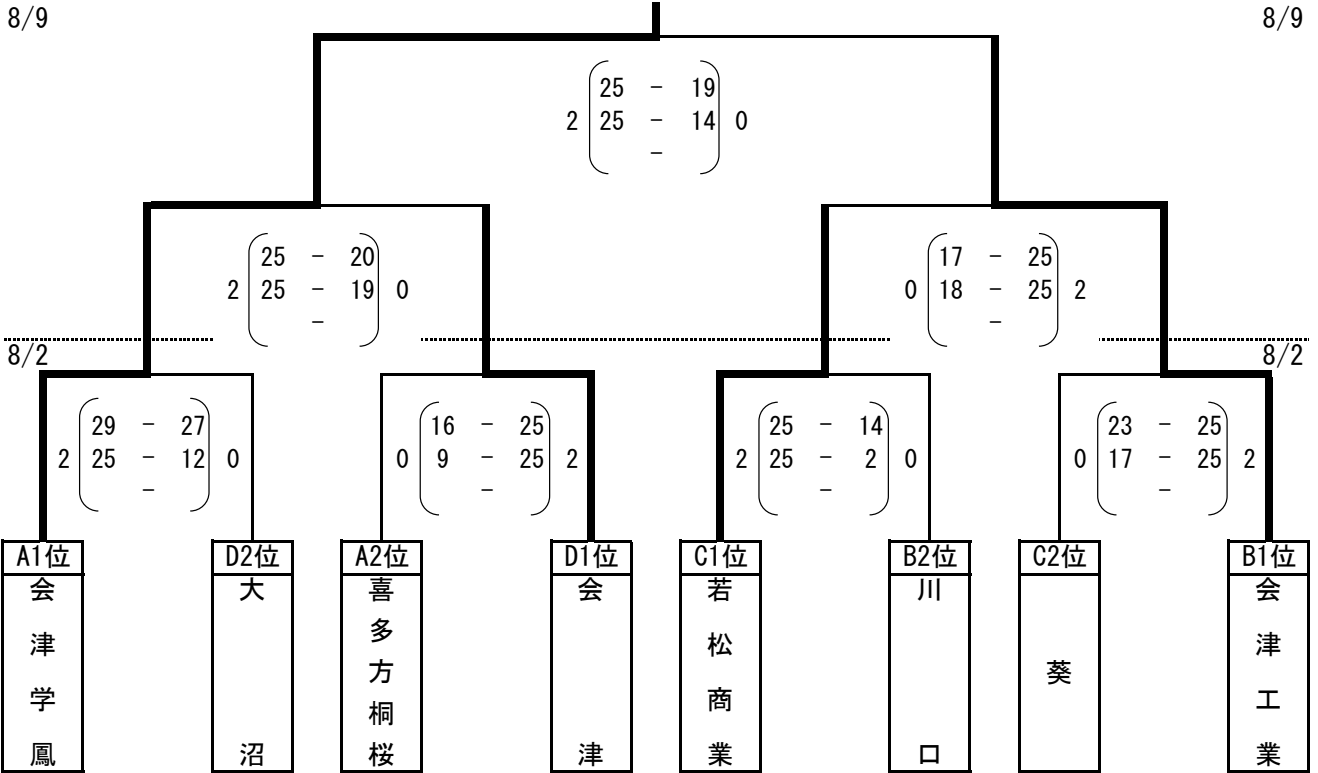 8/9 8/9
25 - 19
2 25 - 14 0
-
25 - 20 17 - 25
2 25 - 19 0 0 18 - 25 2
- -
8/2 8/2
29 - 27 16 - 25 25 - 14 23 - 25
2 25 - 12 0 0 9 - 25 2 2 25 - 2 0 0 17 - 25 2
- - - -
A1位 D2位 A2位 D1位 C1位 B2位 C2位 B1位
会津学鳳
大沼
喜多方桐桜
会津
若松商業
川口
葵
会津工業